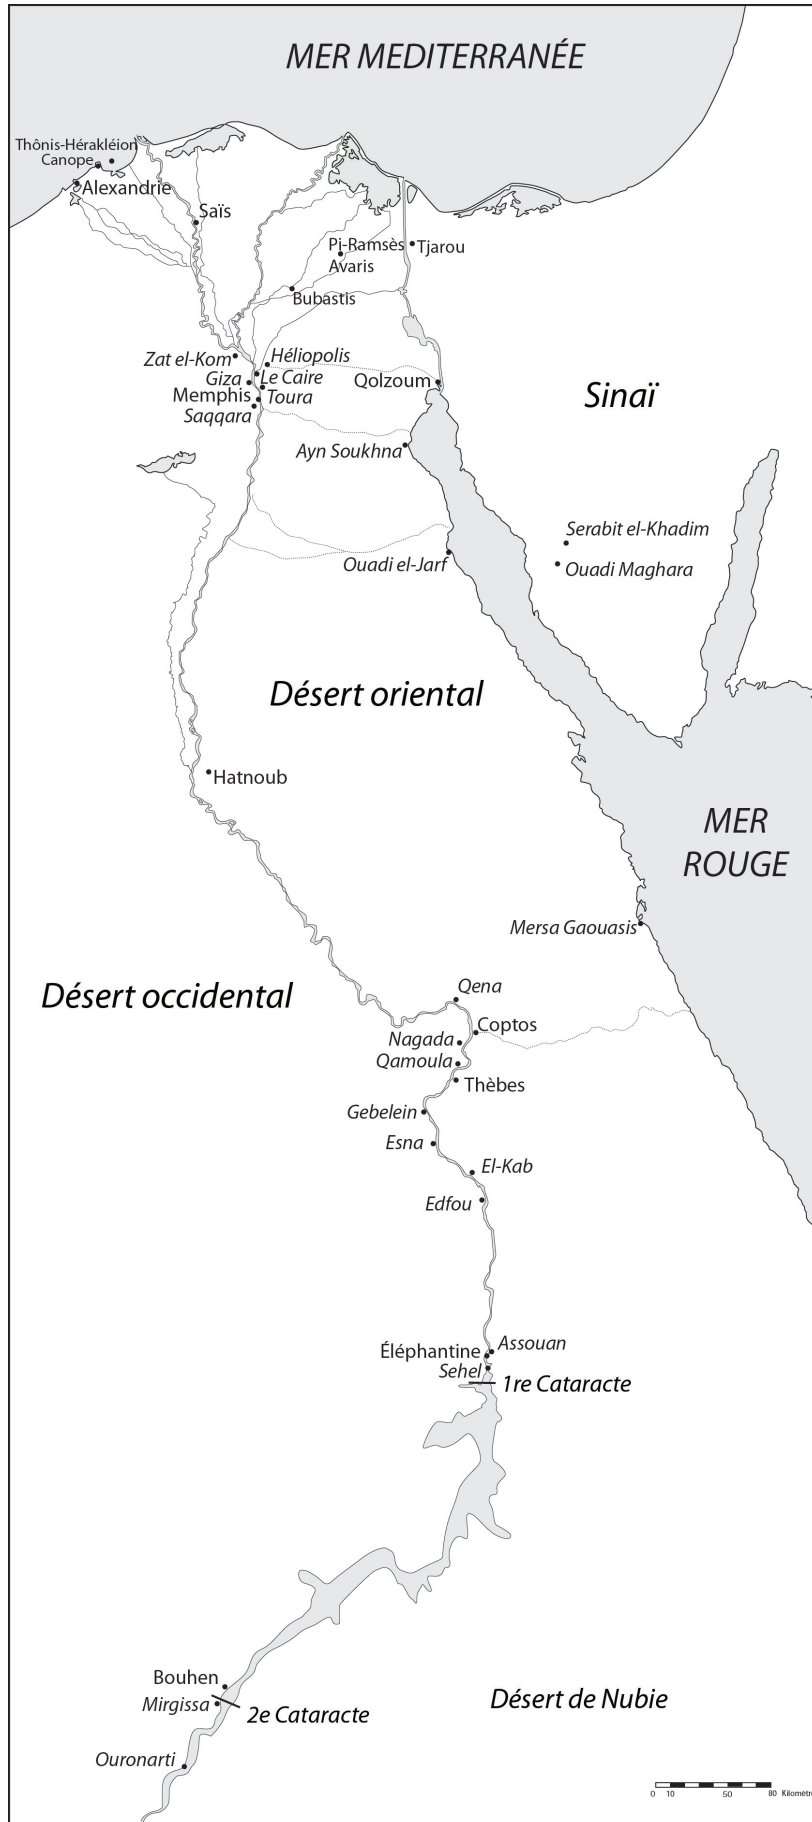 MER MEDITERRANÉE
Thônis-Hérakléion
Canope
Alexandrie
Saïs
Pi-Ramsès
Tjarou
Avaris
Bubastis
Zat el-Kom
Héliopolis
Giza
Le Caire
Qolzoum
Memphis
Toura
Saqqara
Sinaï
Ayn Soukhna
Serabit el-Khadim
Ouadi el-Jarf
Ouadi Maghara
Désert oriental
Hatnoub
MER
ROUGE
Mersa Gaouasis
Désert occidental
Qena
Coptos
Nagada
Qamoula
Thèbes
Gebelein
Esna
El-Kab
Edfou
Assouan
Éléphantine
Sehel
1re Cataracte
Bouhen
Mirgissa
2e Cataracte
Désert de Nubie
Ouronarti
0 10 50 80 Kilomètre